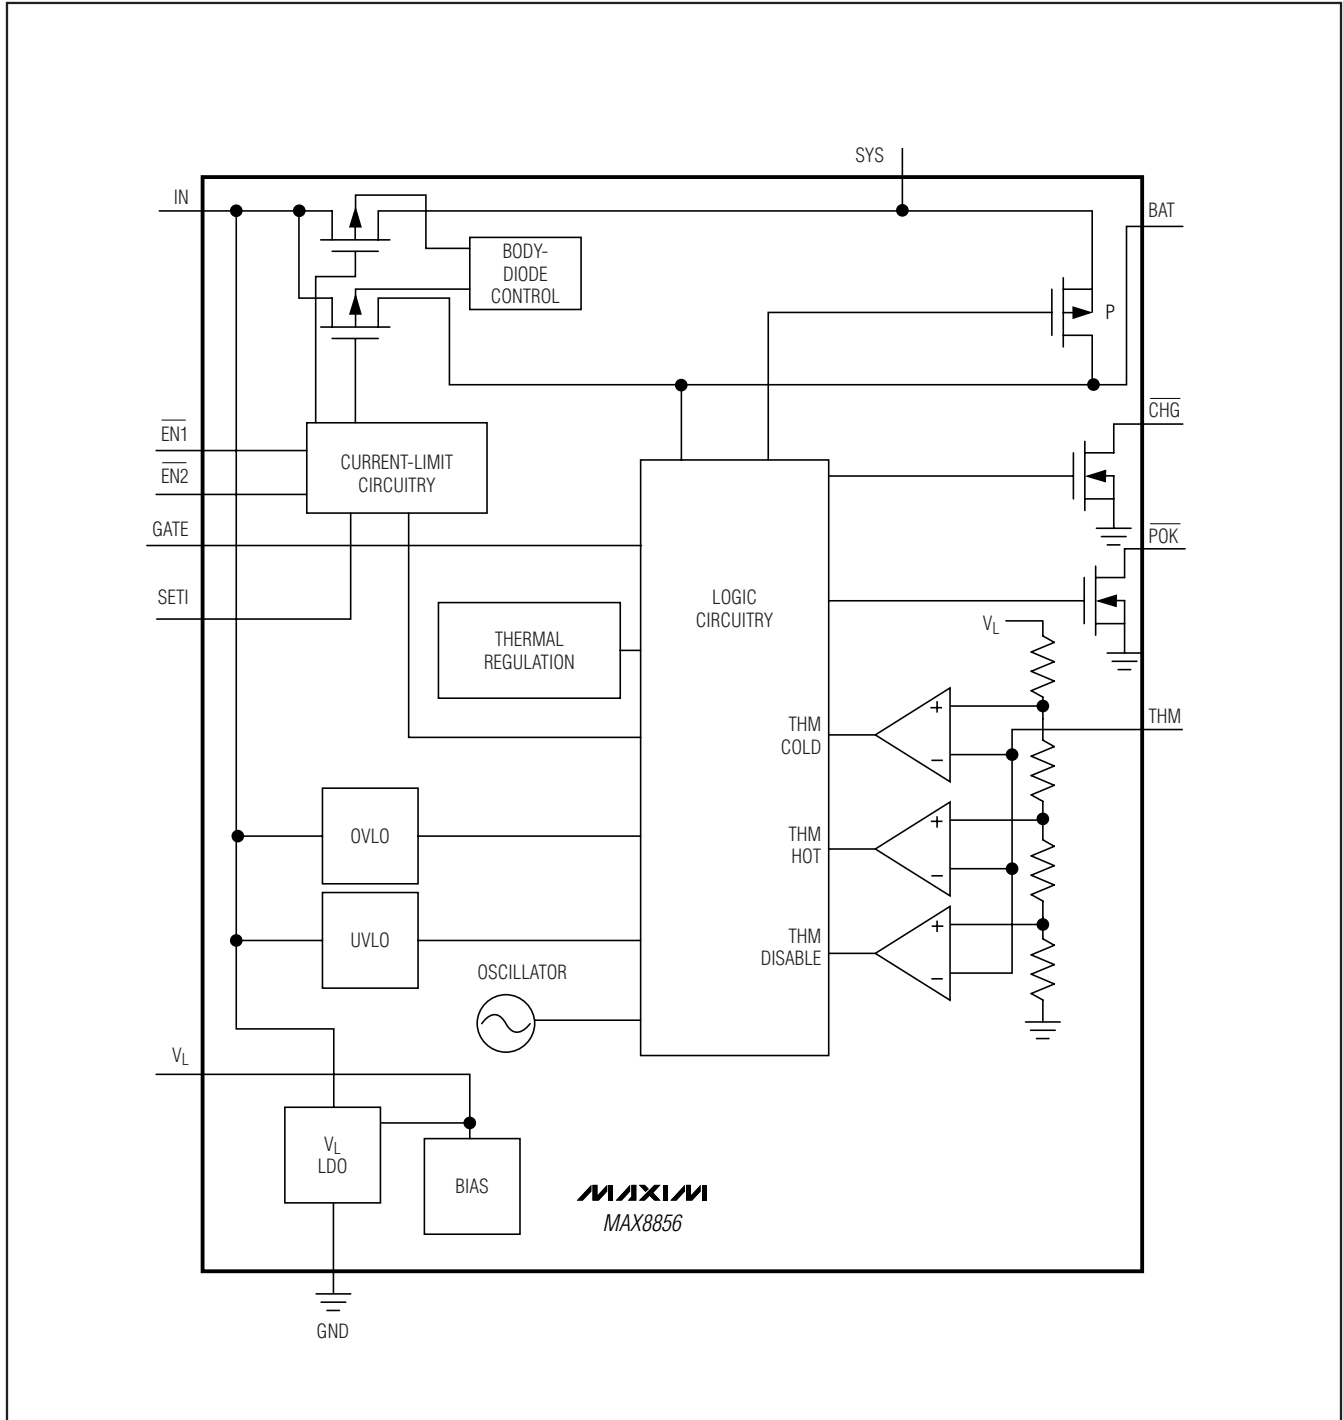 SYS
IN
BAT
BODY-
DIODE
CONTROL
P
CHG
EN1
CURRENT-LIMIT
CIRCUITRY
EN2
GATE
POK
SETI
LOGIC
CIRCUITRY
VL
THERMAL
REGULATION
THM
+
THM
COLD
−
+
THM
HOT
−
OVLO
+
THM
DISABLE
−
UVLO
OSCILLATOR
VL
VL
LDO
BIAS
MAXIM
MAX8856
GND